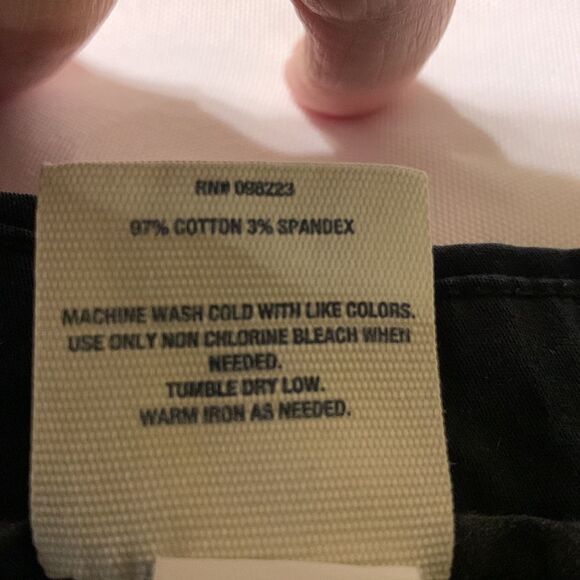 RN# 098223
97% COTTON 3% SPANDEX
MACHINE WASH COLD WITH LIKE COLORS.
USE ONLY NON CHLORINE BLEACH WHEN
NEEDED.
TUMBLE DRY LOW.
WARM IRON AS NEEDED.